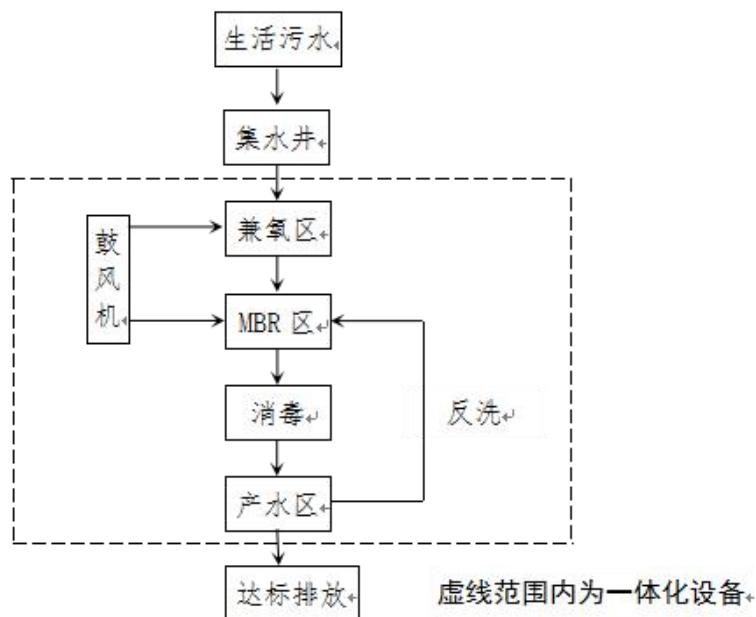 生活污水
集水井
兼氧区
鼓
风
机
MBR 区
消毒
反洗
产水区
达标排放
虚线范围内为一体化设备